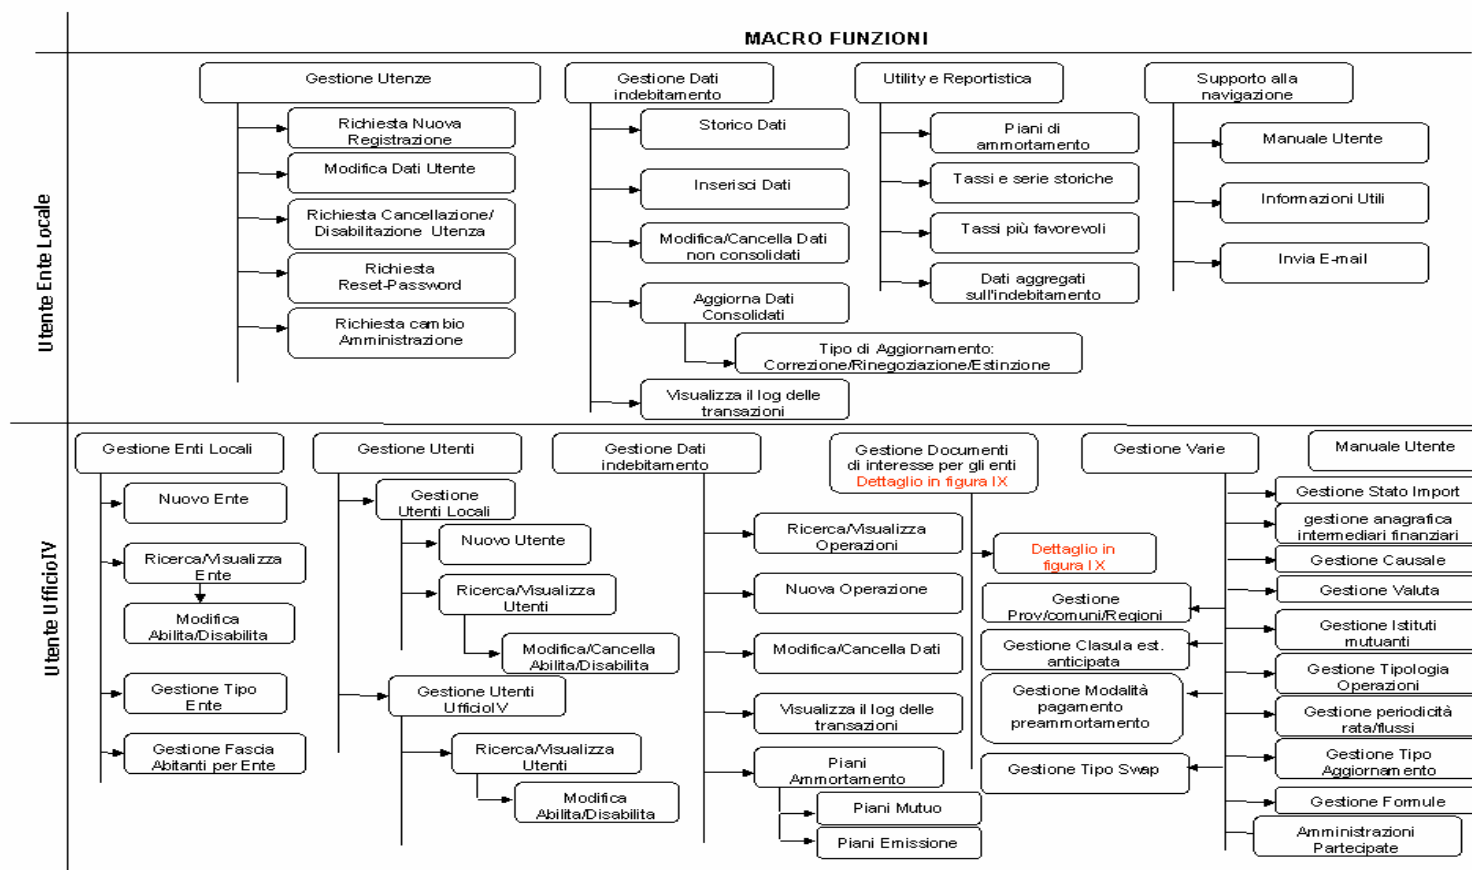 MACRO FUNZIONI
Utente Ente Locale
Gestione Utenze
Richiesta Nuova
Registrazione
Modifica Dati Utente
Richiesta Cancellazione/
Disabilitazione Utenza
Richiesta
Reset-Password
Richiesta cambio
Amministrazione
Gestione Dati
indebitamento
Storico Dati
Inserisci Dati
Modifica/Cancella Dati
non consolidati
Aggiorna Dati
Consolidati
Tipo di Aggiornamento:
Correzione/Rinegoziazione/Estinzione
Visualizza il log delle
transazioni
Utility e Reportistica
Piani di
ammortamento
Tassi e serie storiche
Tassi più favorevoli
Dati aggregati
sull'indebitamento
Supporto alla
navigazione
Manuale Utente
Informazioni Utili
Invia E-mail
Utente UfficioIV
Gestione Enti Locali
Nuovo Ente
Ricerca/Visualizza
Ente
Modifica
Abilita/Disabilita
Gestione Tipo
Ente
Gestione Fascia
Abitanti per Ente
Gestione Utenti
Gestione
Utenti Locali
Nuovo Utente
Ricerca/Visualizza
Utenti
Modifica/Cancella
Abilita/Disabilita
Gestione Utenti
UfficioIV
Ricerca/Visualizza
Utenti
Modifica
Abilita/Disabilita
Gestione Dati
indebitamento
Ricerca/Visualizza
Operazioni
Nuova Operazione
Modifica/Cancella Dati
Visualizza il log delle
transazioni
Piani
Ammortamento
Piani Mutuo
Piani Emissione
Gestione Documenti
di interesse per gli enti
Dettaglio in figura IX
Dettaglio in
figura IX
Gestione Varie
Gestione
Prov/comuni/Regioni
Gestione Clasula est.
anticipata
Gestione Modalità
pagamento
preammortamento
Gestione Tipo Swap
Manuale Utente
Gestione Stato Import
gestione anagrafica
intermediari finanziari
Gestione Causale
Gestione Valuta
Gestione Istituti
mutuanti
Gestione Tipologia
Operazioni
Gestione periodicità
rata/flussi
Gestione Tipo
Aggiornamento
Gestione Formule
Amministrazioni
Partecipate